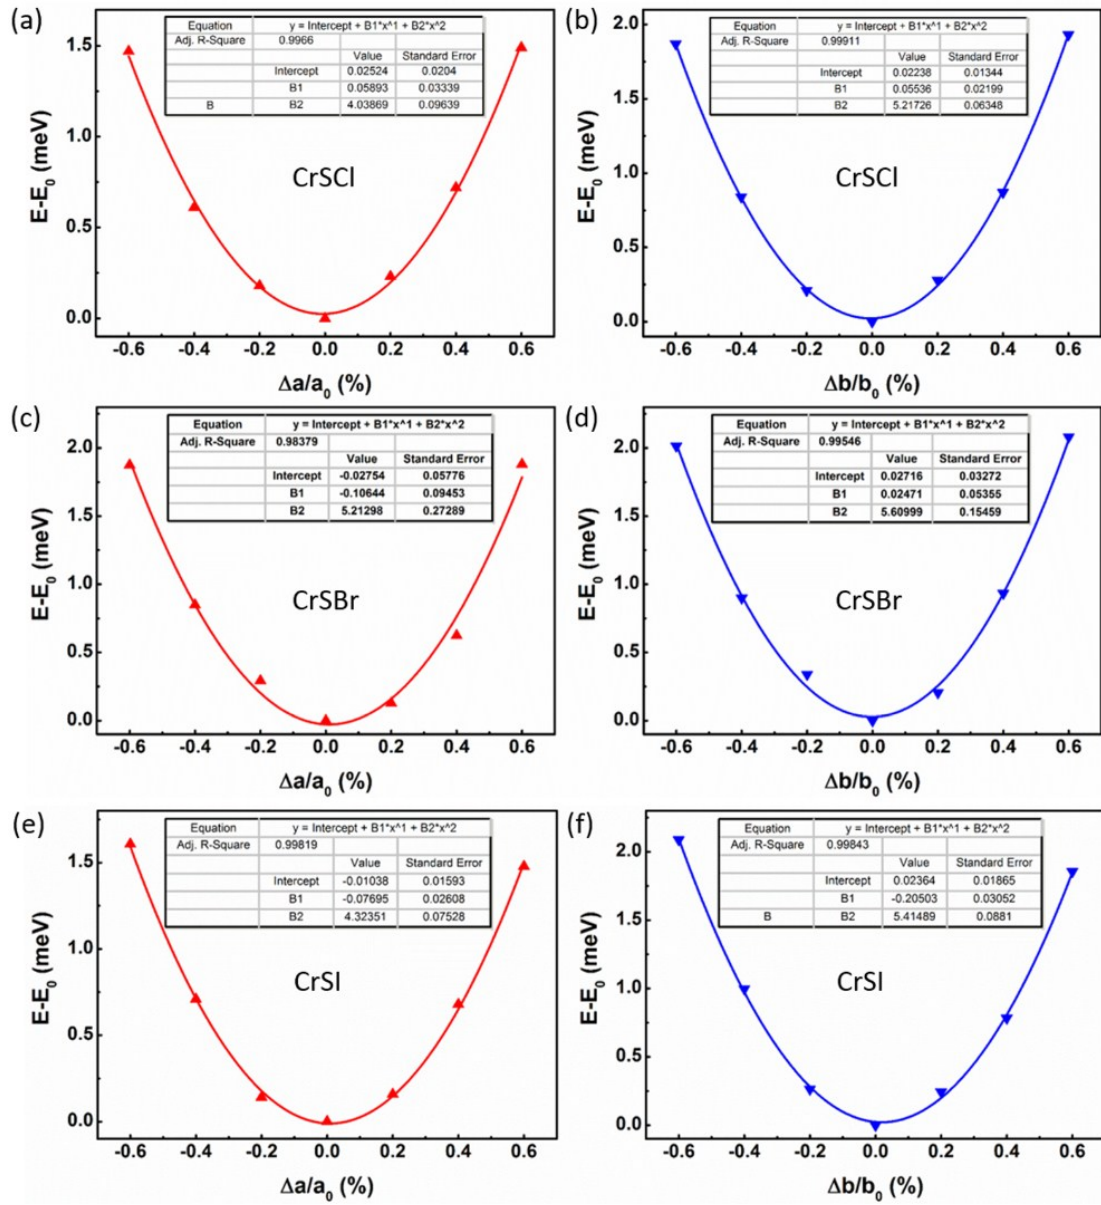 (a)
Equation y = Intercept + B1*x^1 + B2*x^2
Adj. R-Square 0.9966
Value Standard Error
Intercept 0.02524 0.0204
B1 0.05893 0.03339
B B2 4.03869 0.09639
CrSCl
E-E0 (meV)
1.5
1.0
0.5
0.0
-0.6 -0.4 -0.2 0.0 0.2 0.4 0.6
Δa/a0 (%)
(b)
Equation y = Intercept + B1*x^1 + B2*x^2
Adj. R-Square 0.99911
Value Standard Error
Intercept 0.02238 0.01344
B1 0.05536 0.02199
B2 5.21726 0.06348
CrSCl
E-E0 (meV)
2.0
1.5
1.0
0.5
0.0
-0.6 -0.4 -0.2 0.0 0.2 0.4 0.6
Δb/b0 (%)
(c)
Equation y = Intercept + B1*x^1 + B2*x^2
Adj. R-Square 0.98379
Value Standard Error
Intercept -0.02754 0.05776
B1 -0.10644 0.09453
B2 5.21298 0.27289
CrSBr
E-E0 (meV)
2.0
1.5
1.0
0.5
0.0
-0.6 -0.4 -0.2 0.0 0.2 0.4 0.6
Δa/a0 (%)
(d)
Equation y = Intercept + B1*x^1 + B2*x^2
Adj. R-Square 0.99546
Value Standard Error
Intercept 0.02716 0.03272
B1 0.02471 0.05355
B2 5.60999 0.15459
CrSBr
E-E0 (meV)
2.0
1.5
1.0
0.5
0.0
-0.6 -0.4 -0.2 0.0 0.2 0.4 0.6
Δb/b0 (%)
(e)
Equation y = Intercept + B1*x^1 + B2*x^2
Adj. R-Square 0.99819
Value Standard Error
Intercept -0.01038 0.01593
B1 -0.07695 0.02608
B2 4.32351 0.07528
CrSI
E-E0 (meV)
1.5
1.0
0.5
0.0
-0.6 -0.4 -0.2 0.0 0.2 0.4 0.6
Δa/a0 (%)
(f)
Equation y = Intercept + B1*x^1 + B2*x^2
Adj. R-Square 0.99843
Value Standard Error
Intercept 0.02364 0.01865
B1 -0.20503 0.03052
B B2 5.41489 0.0881
CrSI
E-E0 (meV)
2.0
1.5
1.0
0.5
0.0
-0.6 -0.4 -0.2 0.0 0.2 0.4 0.6
Δb/b0 (%)